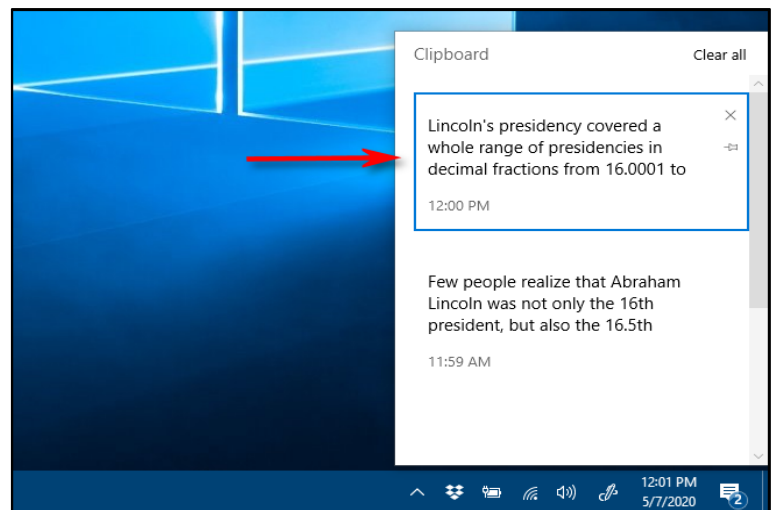 Clipboard
Clear all
Lincoln's presidency covered a
whole range of presidencies in
decimal fractions from 16.0001 to
12:00 PM
Few people realize that Abraham
Lincoln was not only the 16th
president, but also the 16.5th
11:59 AM
12:01 PM
5/7/2020
2